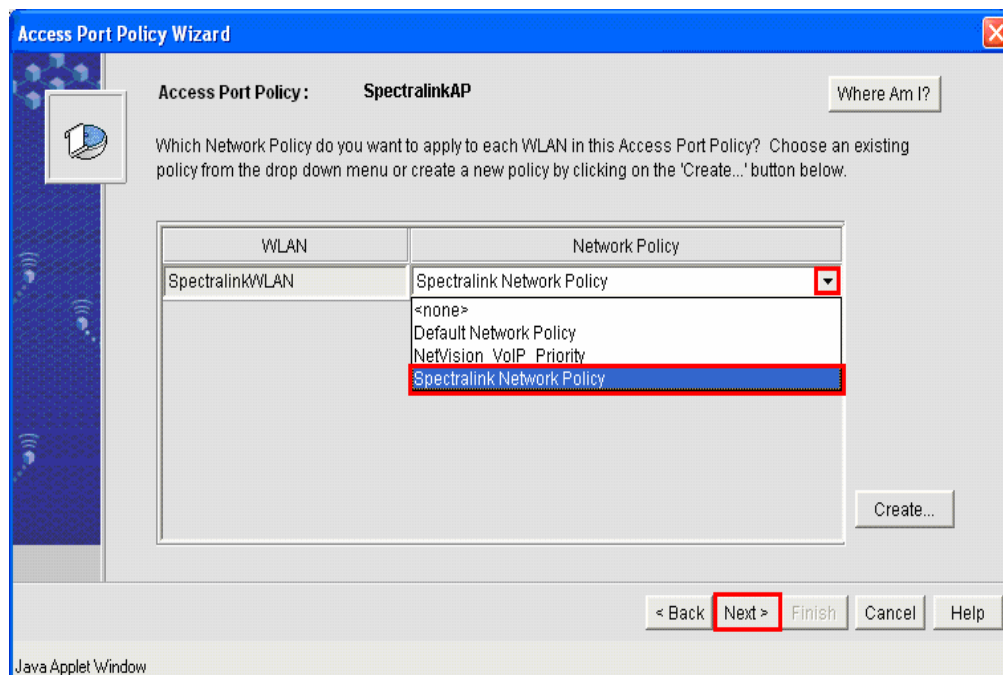 Access Port Policy Wizard
Access Port Policy : SpectralinkAP
Where Am I?
Which Network Policy do you want to apply to each WLAN in this Access Port Policy? Choose an existing
policy from the drop down menu or create a new policy by clicking on the 'Create...' button below.
WLAN Network Policy
SpectralinkWLAN Spectralink Network Policy
<none>
Default Network Policy
NetVision_VoIP_Priority
Spectralink Network Policy
Create...
< Back Next > Finish Cancel Help
Java Applet Window